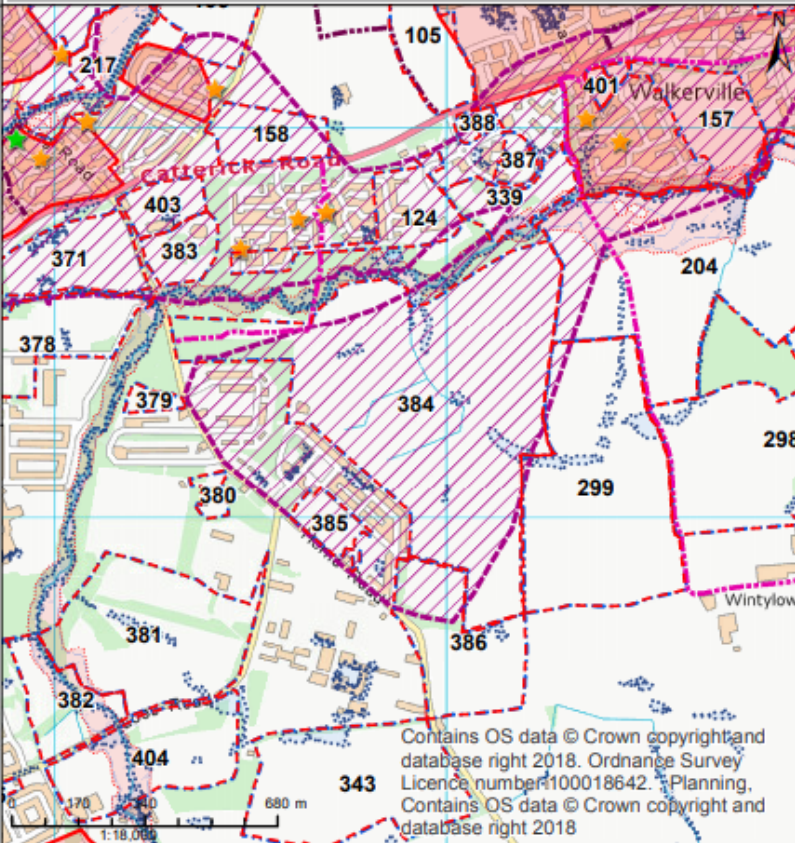 N
105
217
401
Walkerville
157
388
158
387
Catterick Road
Road
339
403
124
383
371
204
378
384
379
298
299
380
385
Wintylow
386
381
382
404
343
0 170 340 680 m
1:18,000
Contains OS data © Crown copyright and
database right 2018. Ordnance Survey
Licence number 100018642. Planning,
Contains OS data © Crown copyright and
database right 2018